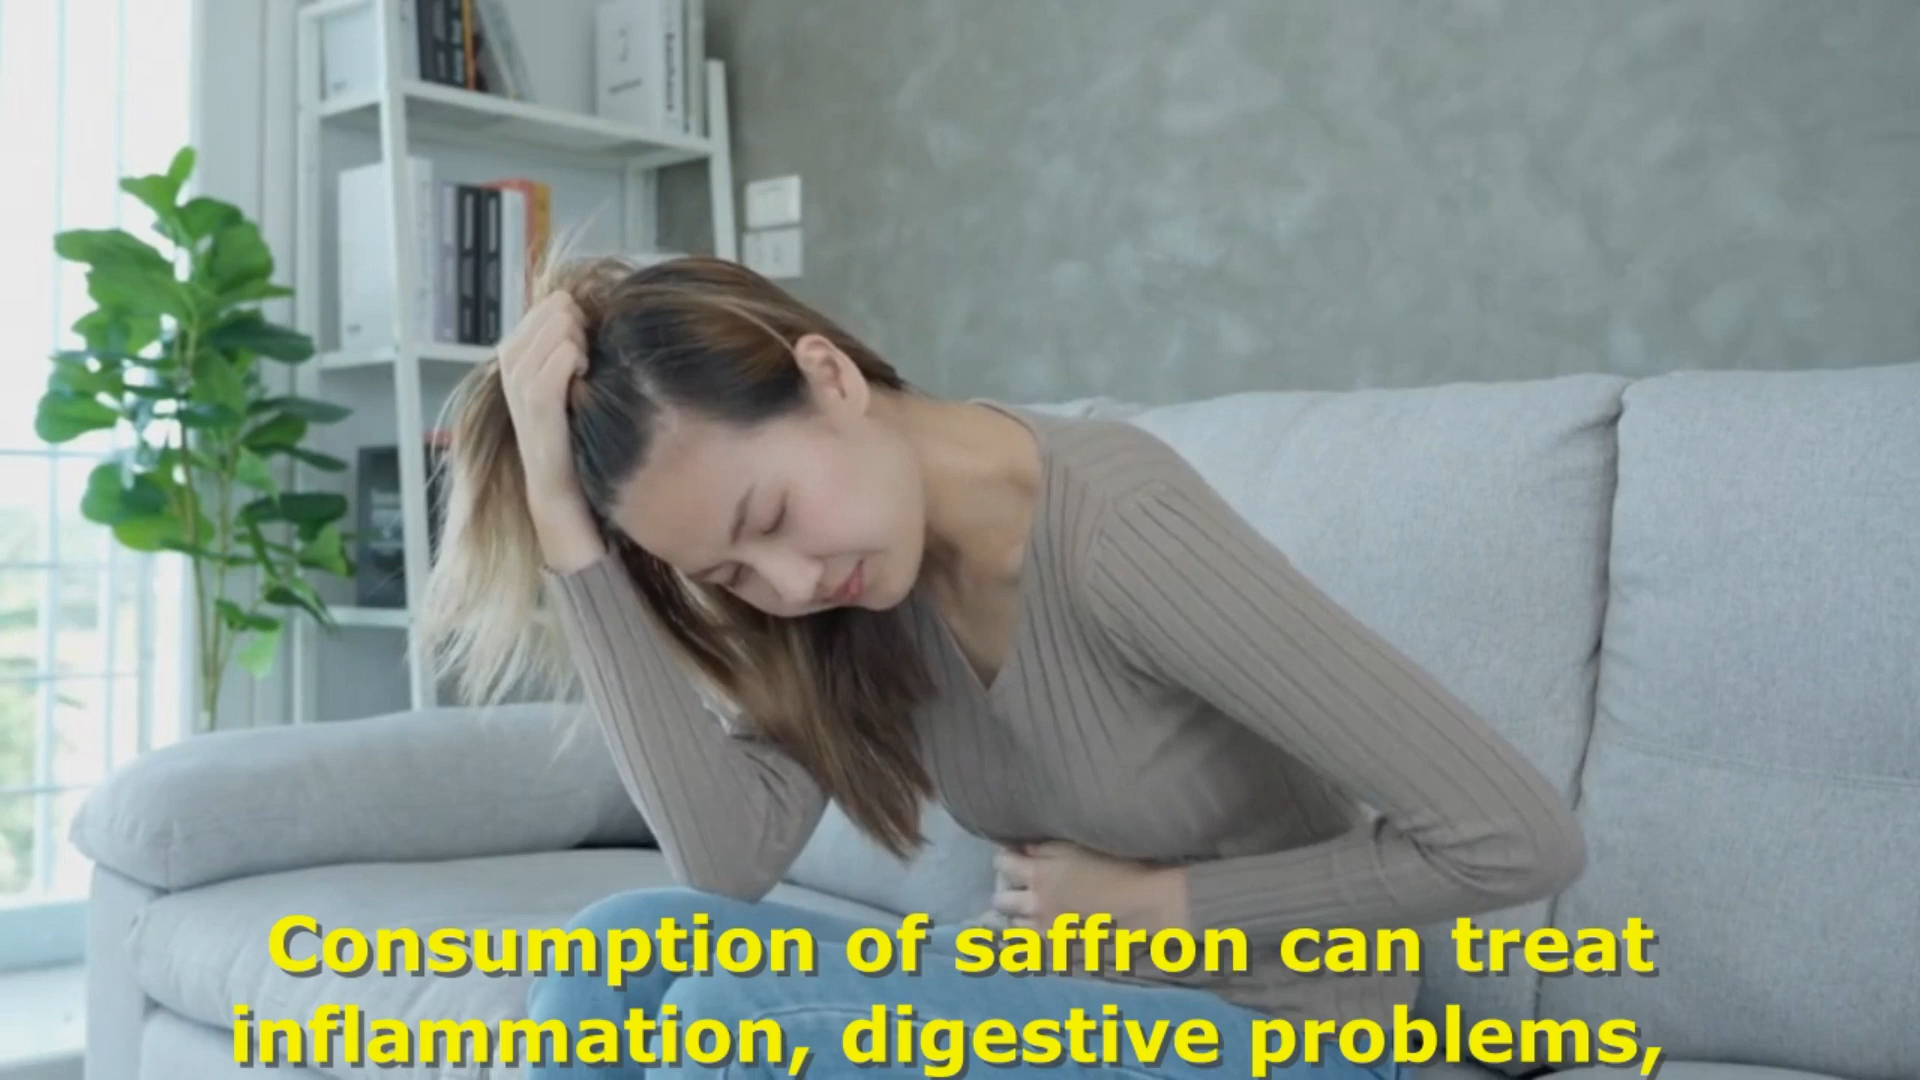 Consumption of saffron can treat
inflammation, digestive problems,